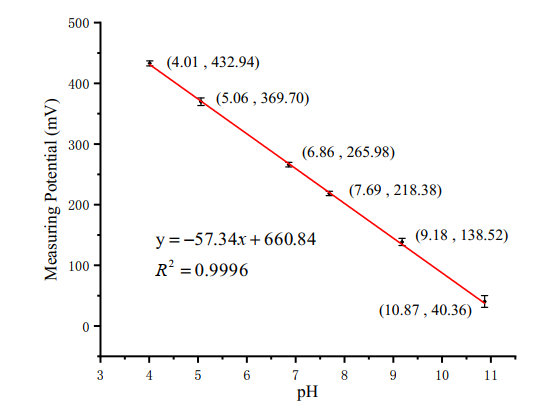 500
400
300
200
100
0
Measuring Potential (mV)
(4.01 , 432.94)
(5.06 , 369.70)
(6.86 , 265.98)
(7.69 , 218.38)
(9.18 , 138.52)
(10.87 , 40.36)
y = −57.34x + 660.84
R² = 0.9996
3 4 5 6 7 8 9 10 11
pH